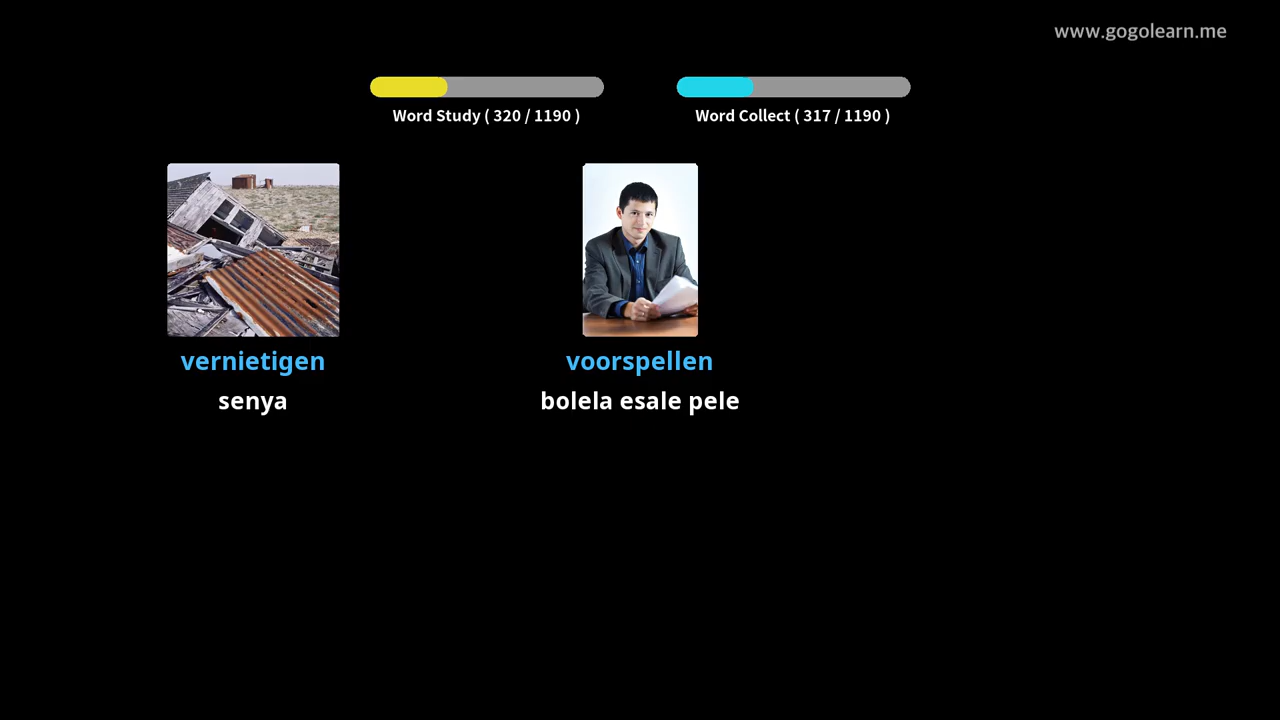 www.gogolearn.me
Word Study ( 320 / 1190 )
Word Collect ( 317 / 1190 )
vernietigen
senya
voorspellen
bolela esale pele